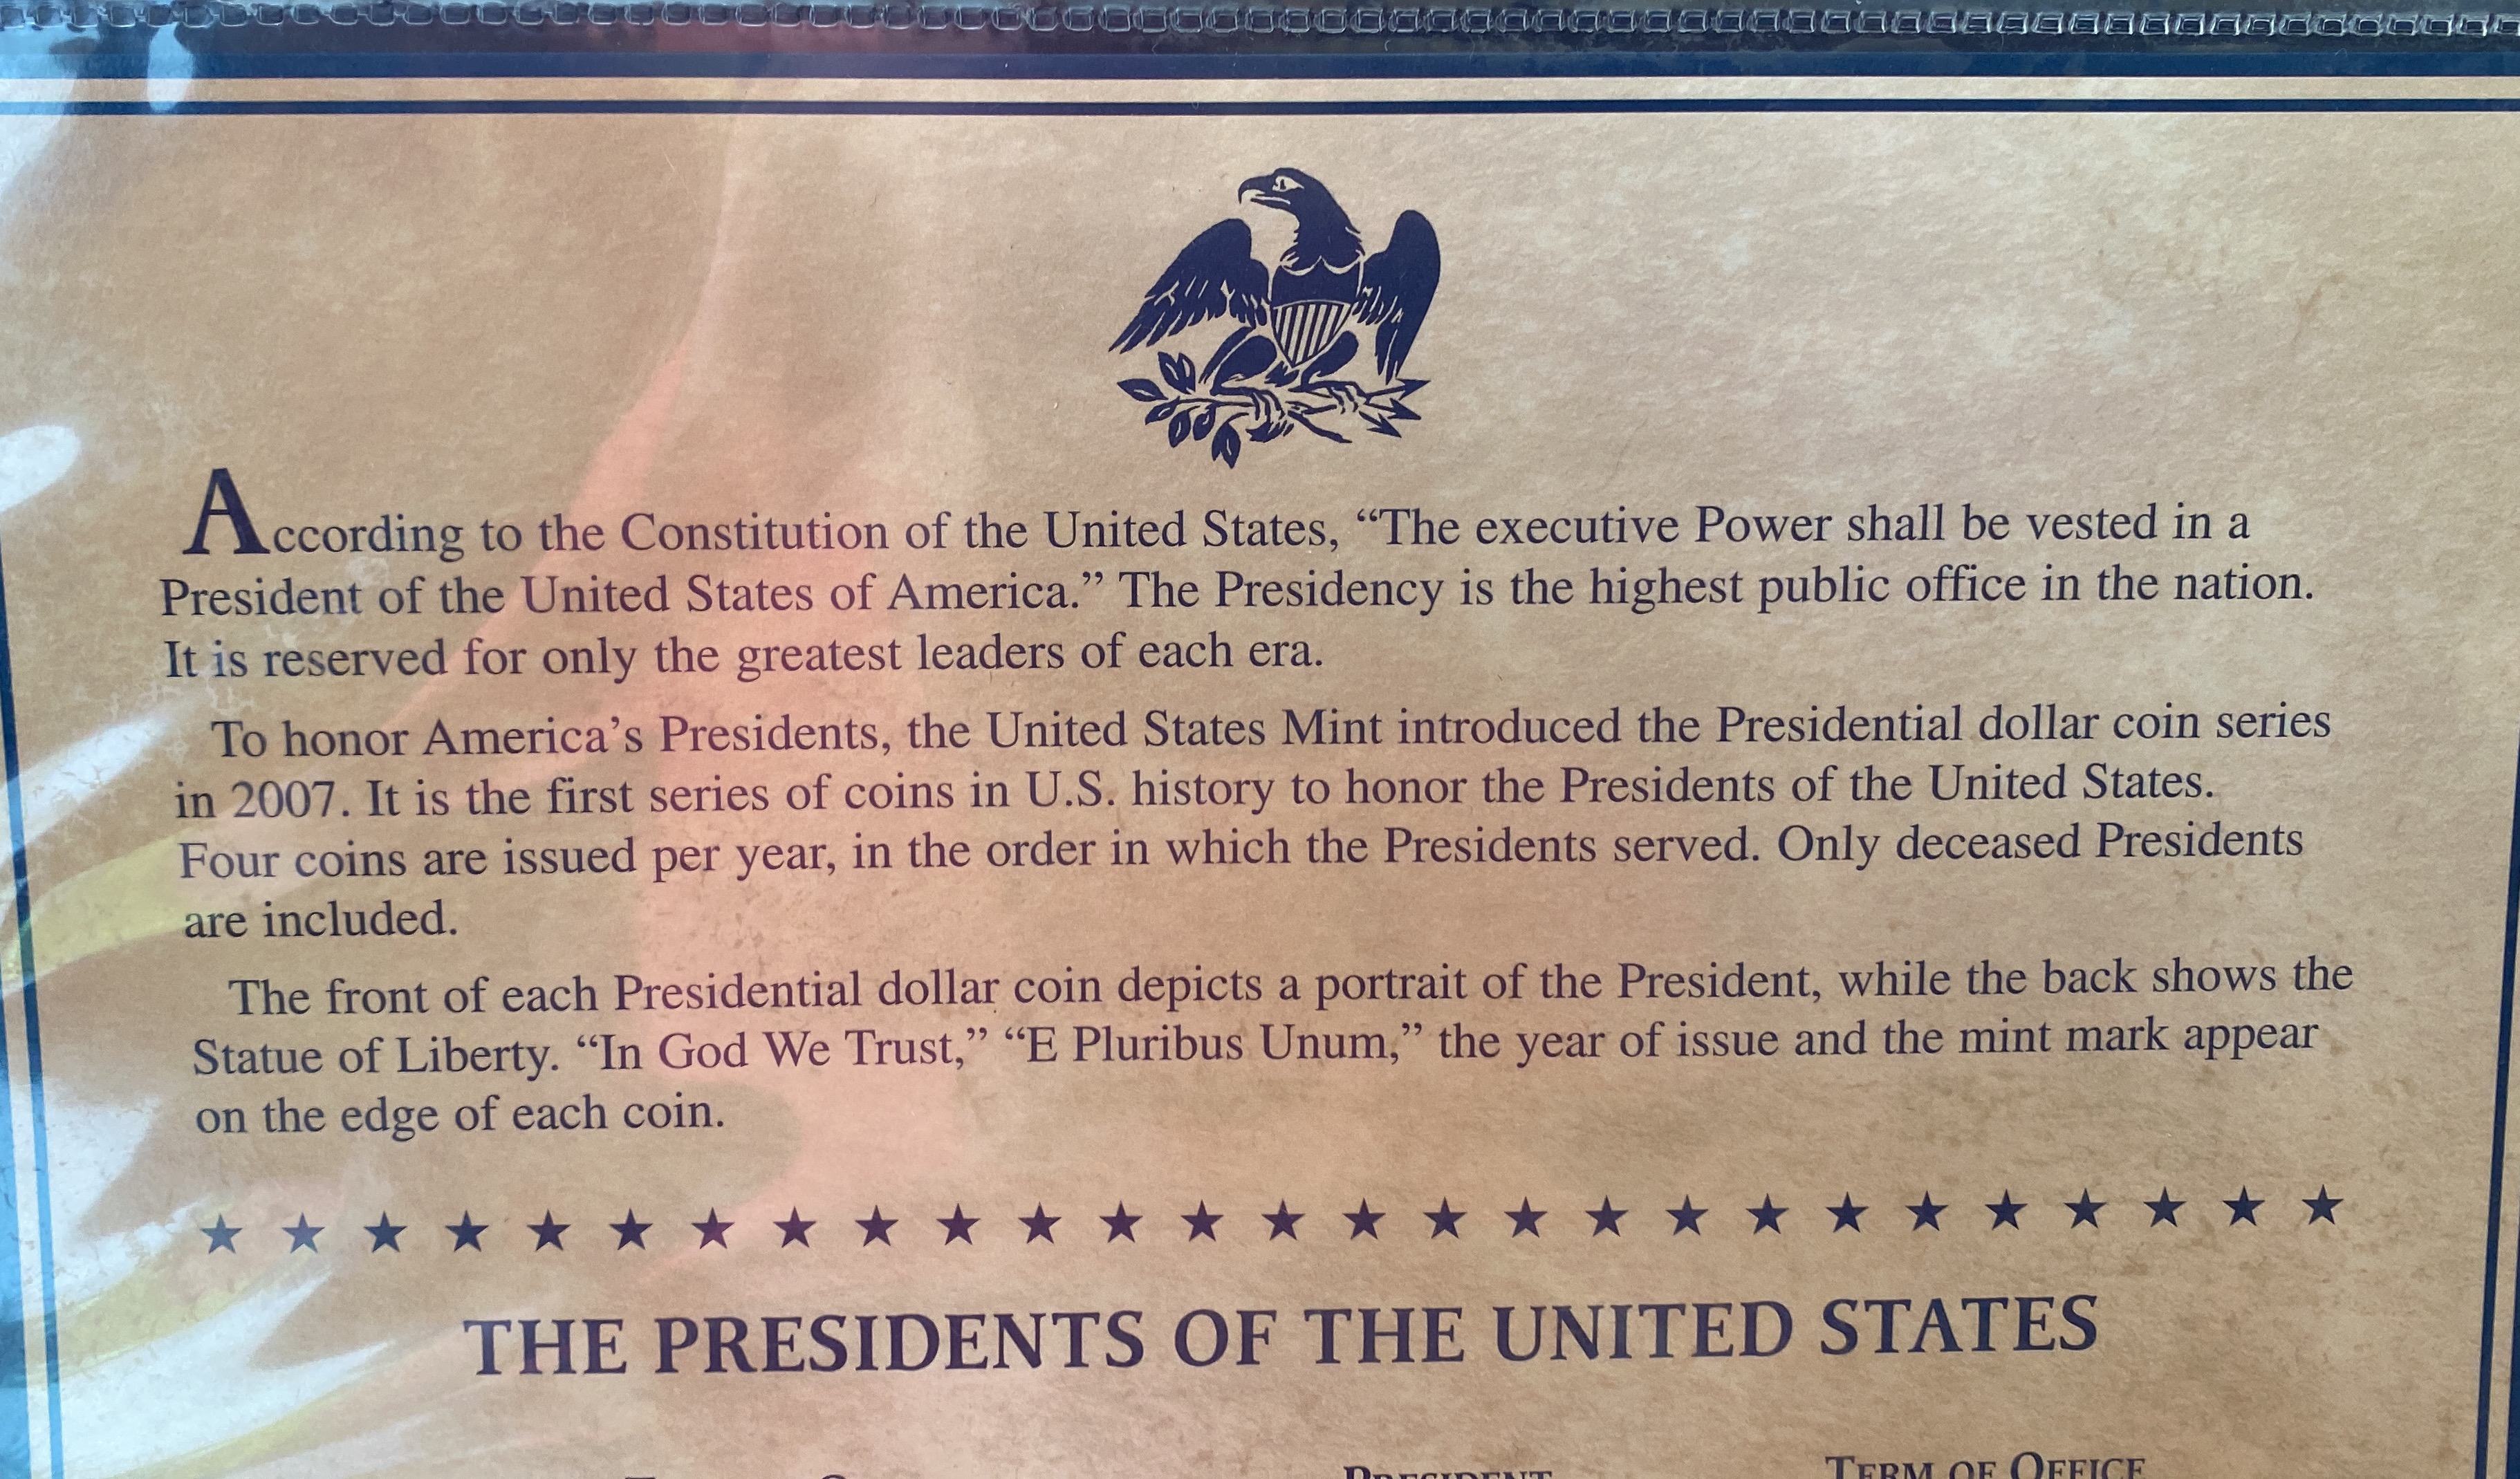 According to the Constitution of the United States, “The executive Power shall be vested in a
President of the United States of America.” The Presidency is the highest public office in the nation.
It is reserved for only the greatest leaders of each era.
To honor America’s Presidents, the United States Mint introduced the Presidential dollar coin series
in 2007. It is the first series of coins in U.S. history to honor the Presidents of the United States.
Four coins are issued per year, in the order in which the Presidents served. Only deceased Presidents
are included.
The front of each Presidential dollar coin depicts a portrait of the President, while the back shows the
Statue of Liberty. “In God We Trust,” “E Pluribus Unum,” the year of issue and the mint mark appear
on the edge of each coin.
THE PRESIDENTS OF THE UNITED STATES
PRESIDENT TERM OF OFFICE